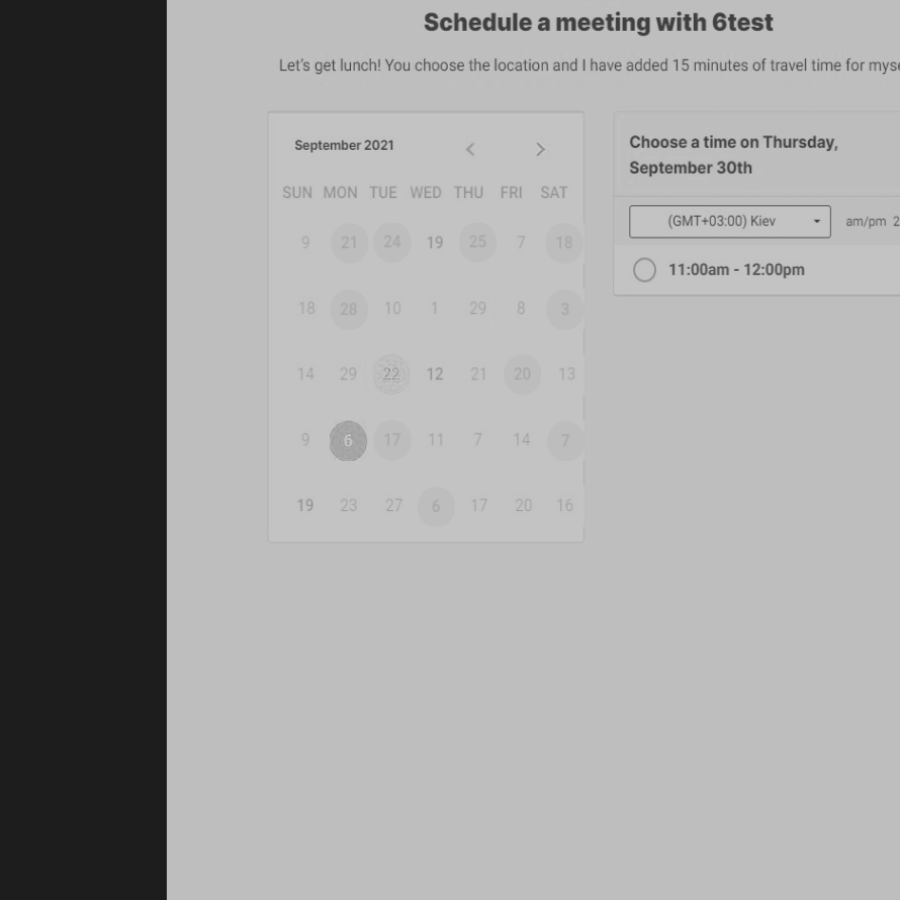 Schedule a meeting with 6test
Let's get lunch! You choose the location and I have added 15 minutes of travel time for myse
September 2021
SUN MON TUE WED THU FRI SAT
9 21 24 19 25 7 18
18 28 10 1 29 8 3
14 29 22 12 21 20 13
9 6 17 11 7 14 7
19 23 27 6 17 20 16
Choose a time on Thursday,
September 30th
(GMT+03:00) Kiev am/pm 2
11:00am - 12:00pm